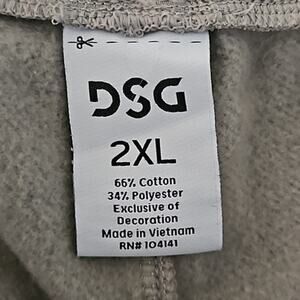 DSG
2XL
66% Cotton
34% Polyester
Exclusive of
Decoration
Made in Vietnam
RN# 104141